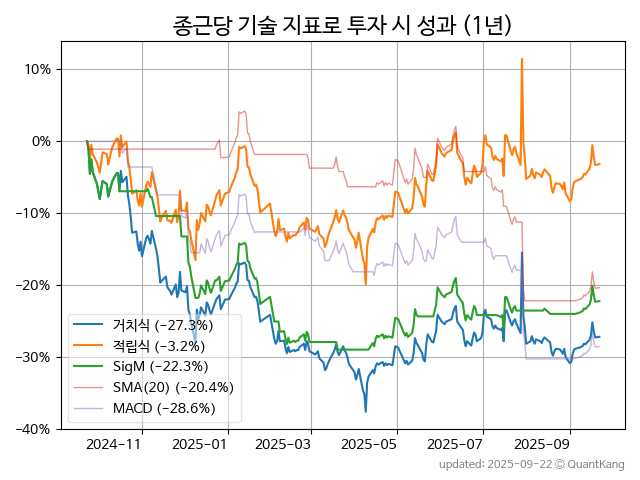 종근당 기술 지표로 투자 시 성과 (1년)
10%
0%
−10%
−20%
−30%
−40%
거치식 (−27.3%)
적립식 (−3.2%)
SigM (−22.3%)
SMA(20) (−20.4%)
MACD (−28.6%)
2024-11 2025-01 2025-03 2025-05 2025-07 2025-09
updated: 2025-09-22 © QuantKang